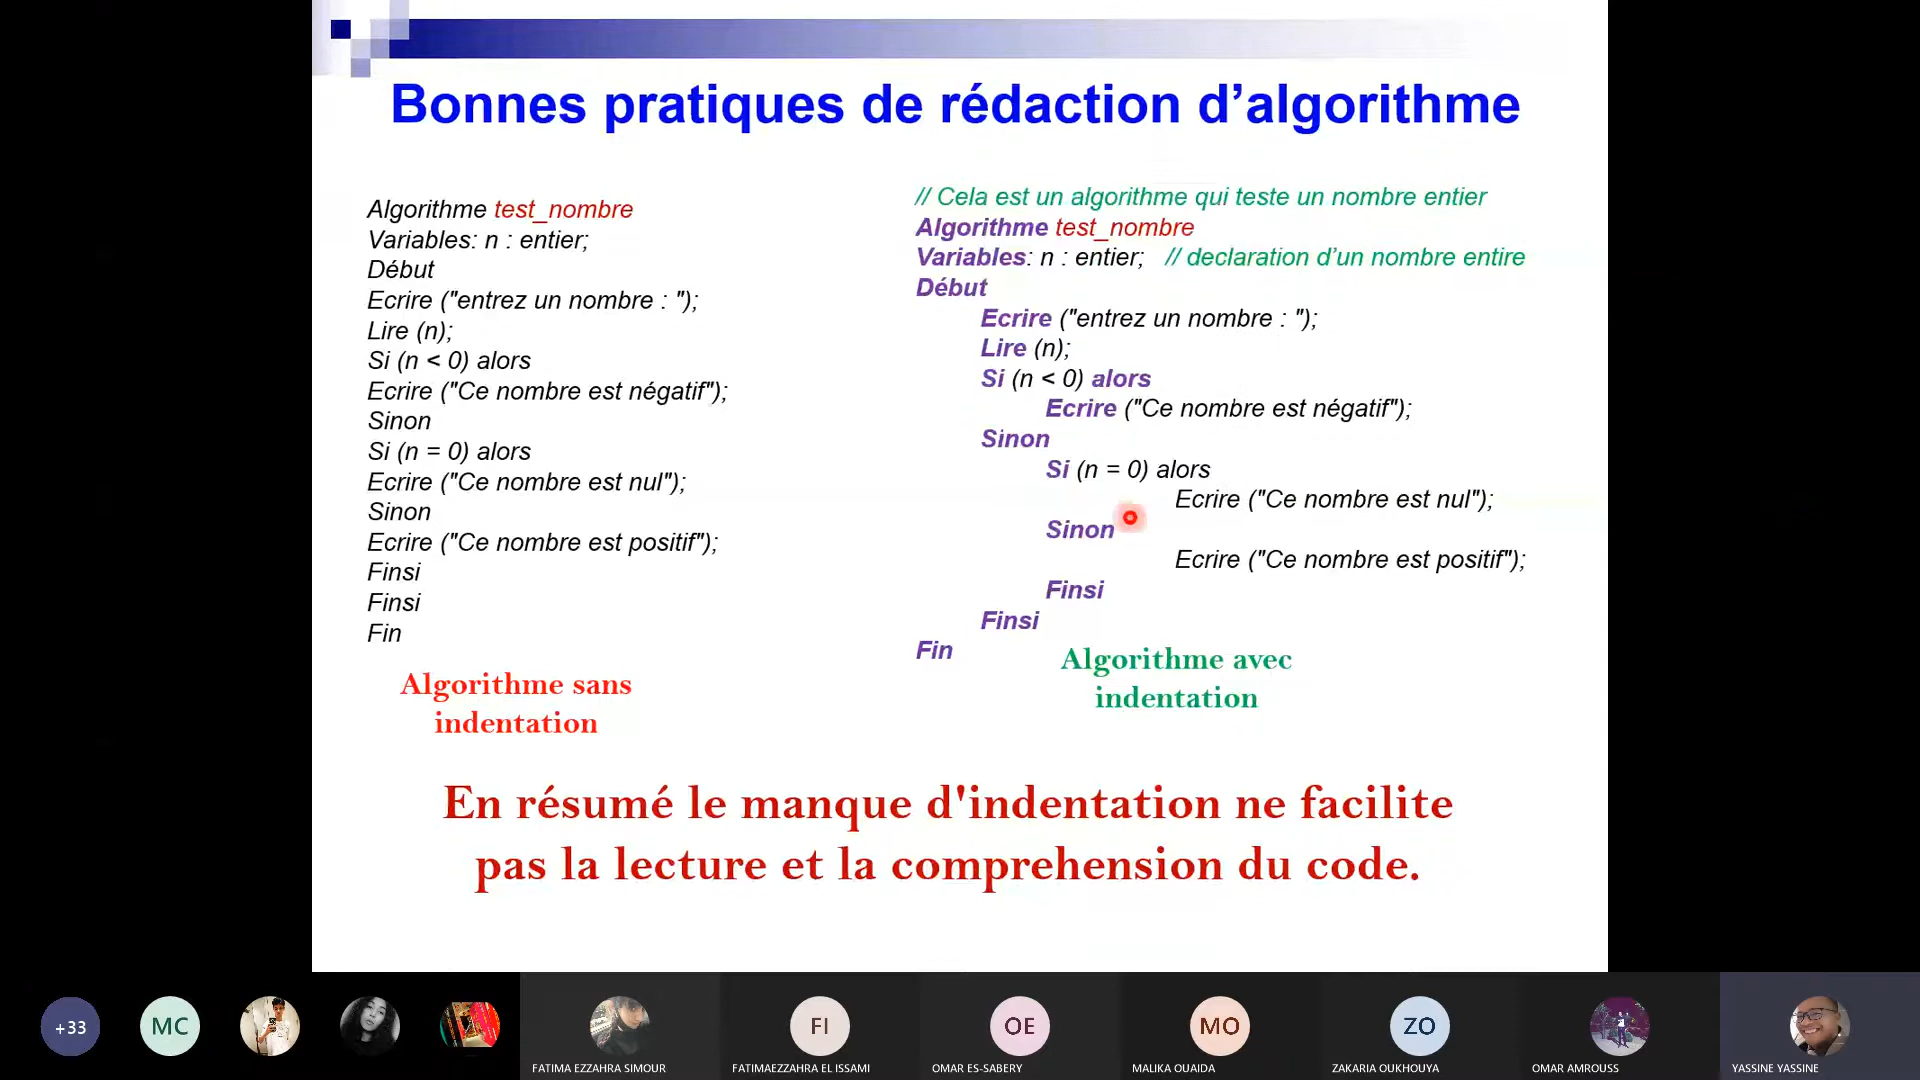 Bonnes pratiques de rédaction d’algorithme
Algorithme test_nombre
Variables: n : entier;
Début
Ecrire ("entrez un nombre : ");
Lire (n);
Si (n < 0) alors
Ecrire ("Ce nombre est négatif");
Sinon
Si (n = 0) alors
Ecrire ("Ce nombre est nul");
Sinon
Ecrire ("Ce nombre est positif");
Finsi
Finsi
Fin
Algorithme sans
indentation
// Cela est un algorithme qui teste un nombre entier
Algorithme test_nombre
Variables: n : entier; // declaration d’un nombre entire
Début
Ecrire ("entrez un nombre : ");
Lire (n);
Si (n < 0) alors
Ecrire ("Ce nombre est négatif");
Sinon
Si (n = 0) alors
Ecrire ("Ce nombre est nul");
Sinon
Ecrire ("Ce nombre est positif");
Finsi
Finsi
Fin
Algorithme avec
indentation
En résumé le manque d'indentation ne facilite
pas la lecture et la comprehension du code.
+33
MC
FI
OE
MO
ZO
FATIMA EZZAHRA SIMOUR
FATIMAEZZAHRA EL ISSAMI
OMAR ES-SABERY
MALIKA OUAIDA
ZAKARIA OUKHOUYA
OMAR AMROUSS
YASSINE YASSINE